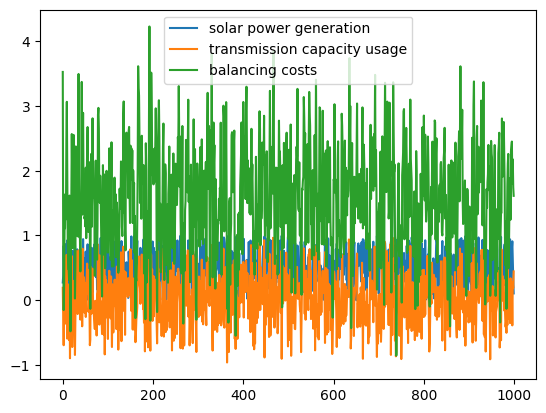 solar power generation
transmission capacity usage
balancing costs
4
3
2
1
0
−1
0 200 400 600 800 1000